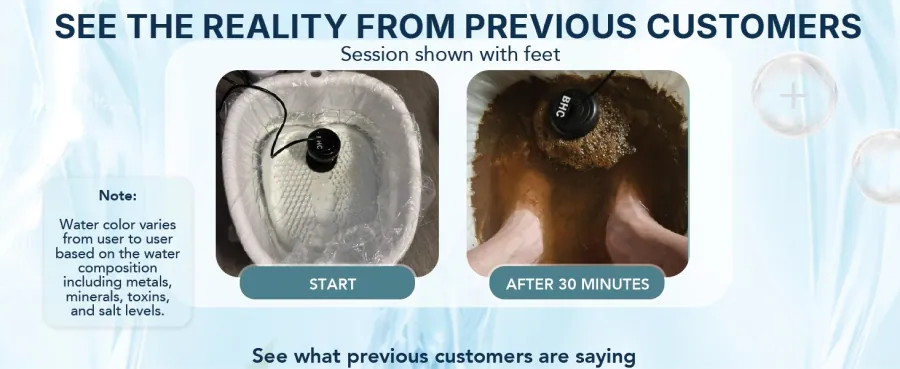 SEE THE REALITY FROM PREVIOUS CUSTOMERS
Session shown with feet
BHC
BHC
START
AFTER 30 MINUTES
Note:
Water color varies
from user to user
based on the water
composition
including metals,
minerals, toxins,
and salt levels.
See what previous customers are saying